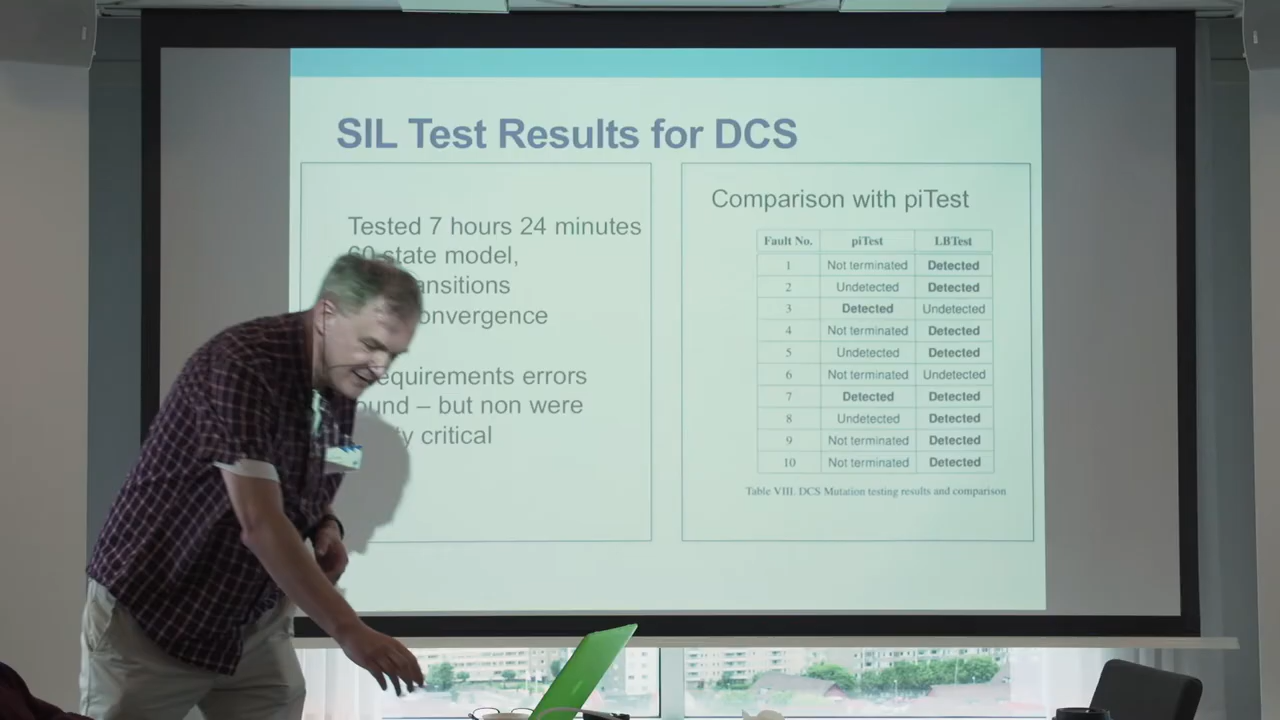 SIL Test Results for DCS
Tested 7 hours 24 minutes
60 state model,
ansitions
onvergence
equirements errors
ound – but non were
y critical
Comparison with piTest
Fault No. piTest LBTest
1 Not terminated Detected
2 Undetected Detected
3 Detected Undetected
4 Not terminated Detected
5 Undetected Detected
6 Not terminated Undetected
7 Detected Detected
8 Undetected Detected
9 Not terminated Detected
10 Not terminated Detected
Table VIII. DCS Mutation testing results and comparison